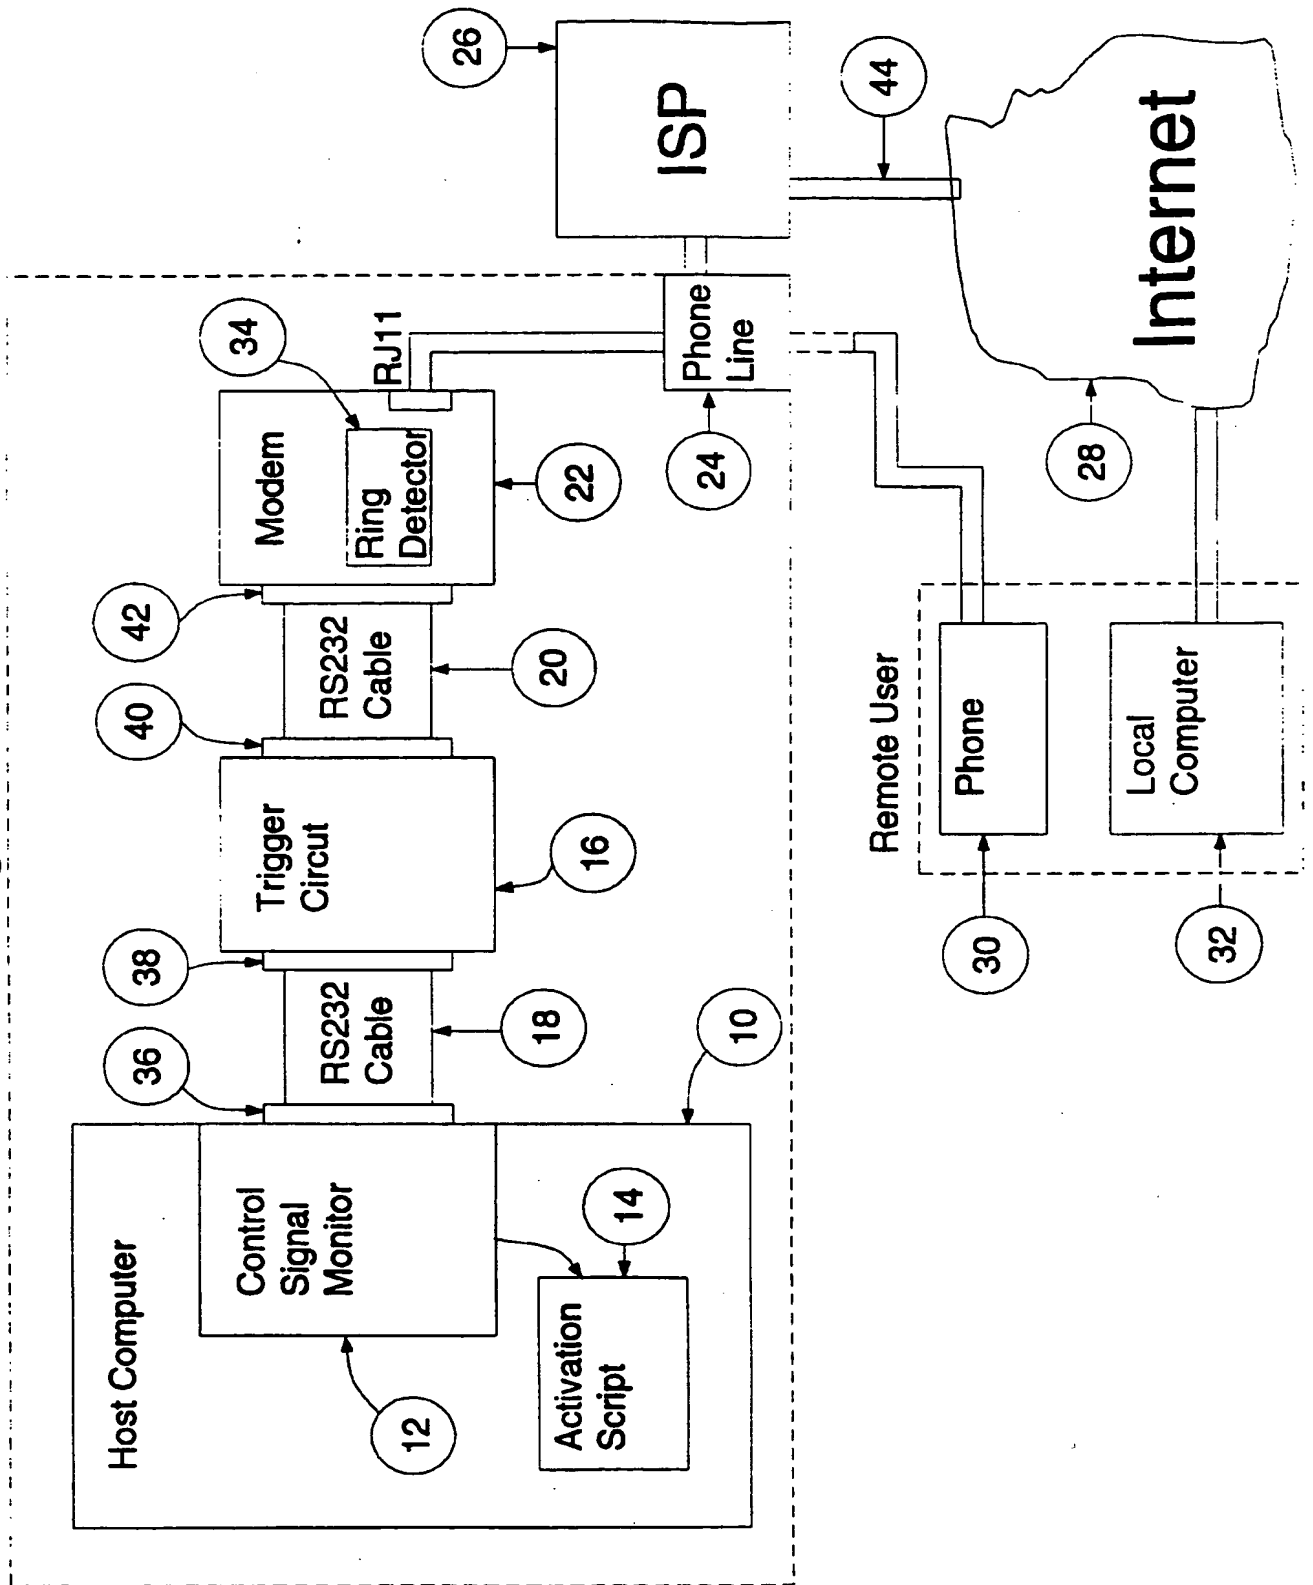 Host Computer
Control
Signal
Monitor
12
Activation
Script
14
10
36
RS232
Cable
18
38
Trigger
Circut
16
40
RS232
Cable
20
42
Modem
Ring
Detector
34
22
RJ11
Phone
Line
24
ISP
26
44
Internet
28
Remote User
Phone
30
Local
Computer
32